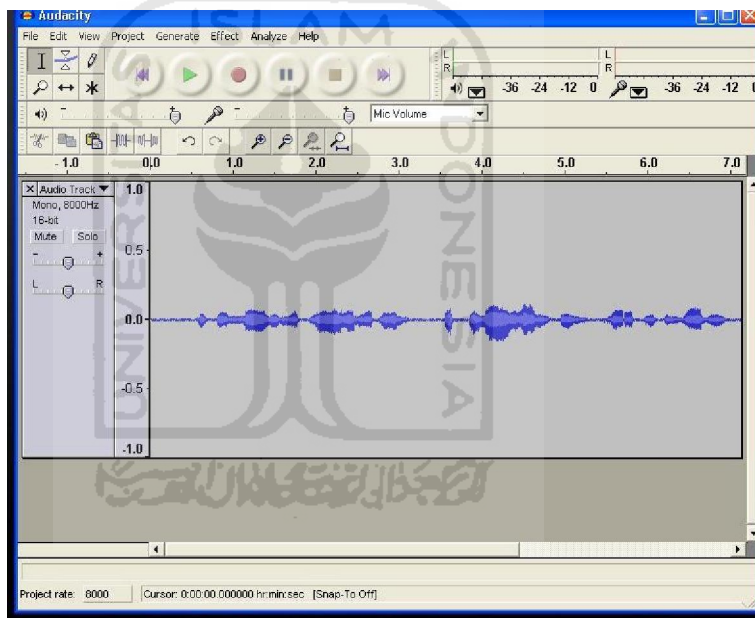 Audacity
File Edit View Project Generate Effect Analyze Help
L
R
-36 -24 -12 0
L
R
-36 -24 -12 0
Mic Volume
- 1.0 0,0 1.0 2.0 3.0 4.0 5.0 6.0 7.0
Audio Track
Mono, 8000Hz
16-bit
Mute Solo
- +
L R
1.0
0.5
0.0
-0.5
-1.0
UNIVERSITAS ISLAM INDONESIA
Project rate: 8000 Cursor: 0:00:00.000000 hr:min:sec [Snap-To Off]